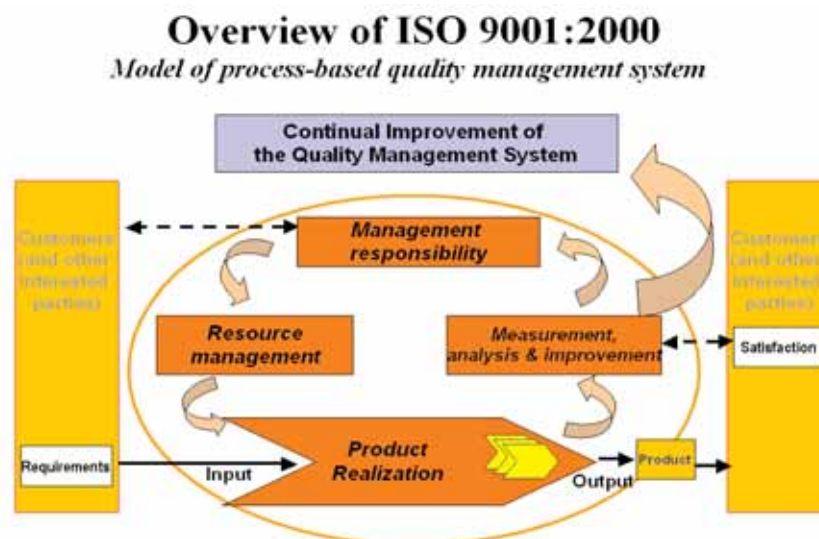 Overview of ISO 9001:2000
Model of process-based quality management system
Continual Improvement of
the Quality Management System
Customers
(and other
interested
parties)
Management
responsibility
Customers
(and other
interested
parties)
Resource
management
Measurement,
analysis & improvement
Satisfaction
Requirements
Input
Product
Realization
Output
Product